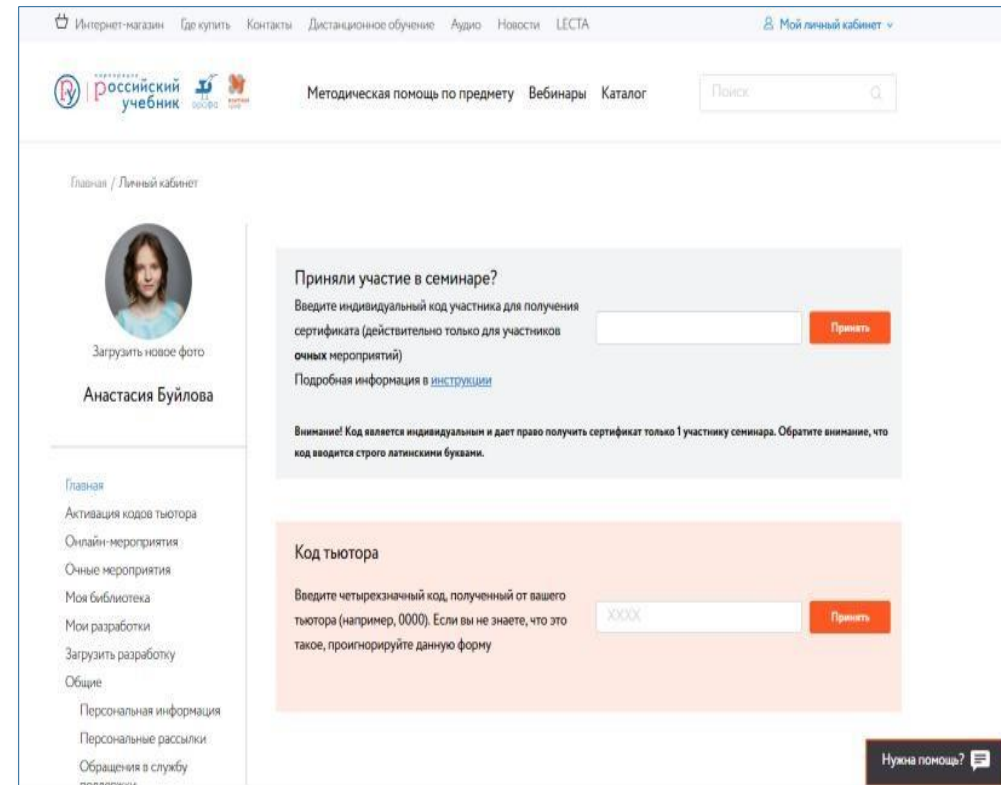 Интернет-магазин Где купить Контакты Дистанционное обучение Аудио Новости LECTA Мой личный кабинет
корпорация
российский
учебник
Методическая помощь по предмету Вебинары Каталог Поиск
Главная / Личный кабинет
Загрузить новое фото
Анастасия Буйлова
Приняли участие в семинаре?
Введите индивидуальный код участника для получения
сертификата (действительно только для участников
очных мероприятий)
Подробная информация в инструкции
Принять
Внимание! Код является индивидуальным и дает право получить сертификат только 1 участнику семинара. Обратите внимание, что
код вводится строго латинскими буквами.
Главная
Активация кодов тьютора
Онлайн-мероприятия
Очные мероприятия
Моя библиотека
Мои разработки
Загрузить разработку
Общие
Персональная информация
Персональные рассылки
Обращения в службу
Код тьютора
Введите четырехзначный код, полученный от вашего
тьютора (например, 0000). Если вы не знаете, что это
такое, проигнорируйте данную форму
XXXX
Принять
Нужна помощь?